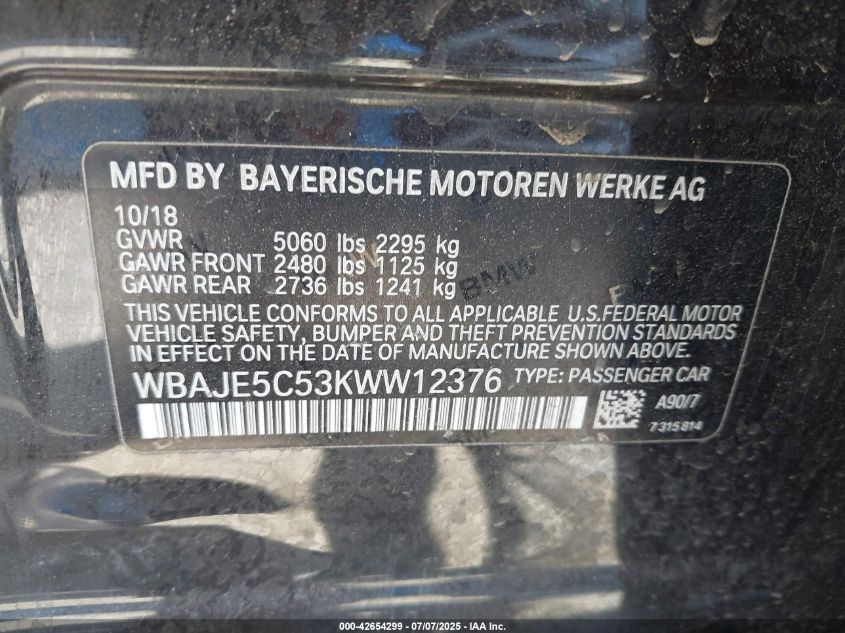 MFD BY BAYERISCHE MOTOREN WERKE AG
10/18
GVWR 5060 lbs 2295 kg
GAWR FRONT 2480 lbs 1125 kg
GAWR REAR 2736 lbs 1241 kg
BMW
THIS VEHICLE CONFORMS TO ALL APPLICABLE U.S.FEDERAL MOTOR
VEHICLE SAFETY, BUMPER AND THEFT PREVENTION STANDARDS
IN EFFECT ON THE DATE OF MANUFACTURE SHOWN ABOVE.
WBAJE5C53KWW12376 TYPE: PASSENGER CAR
A90/7
7315814
000-42654299 | 07/07/2025 - IAA Inc.